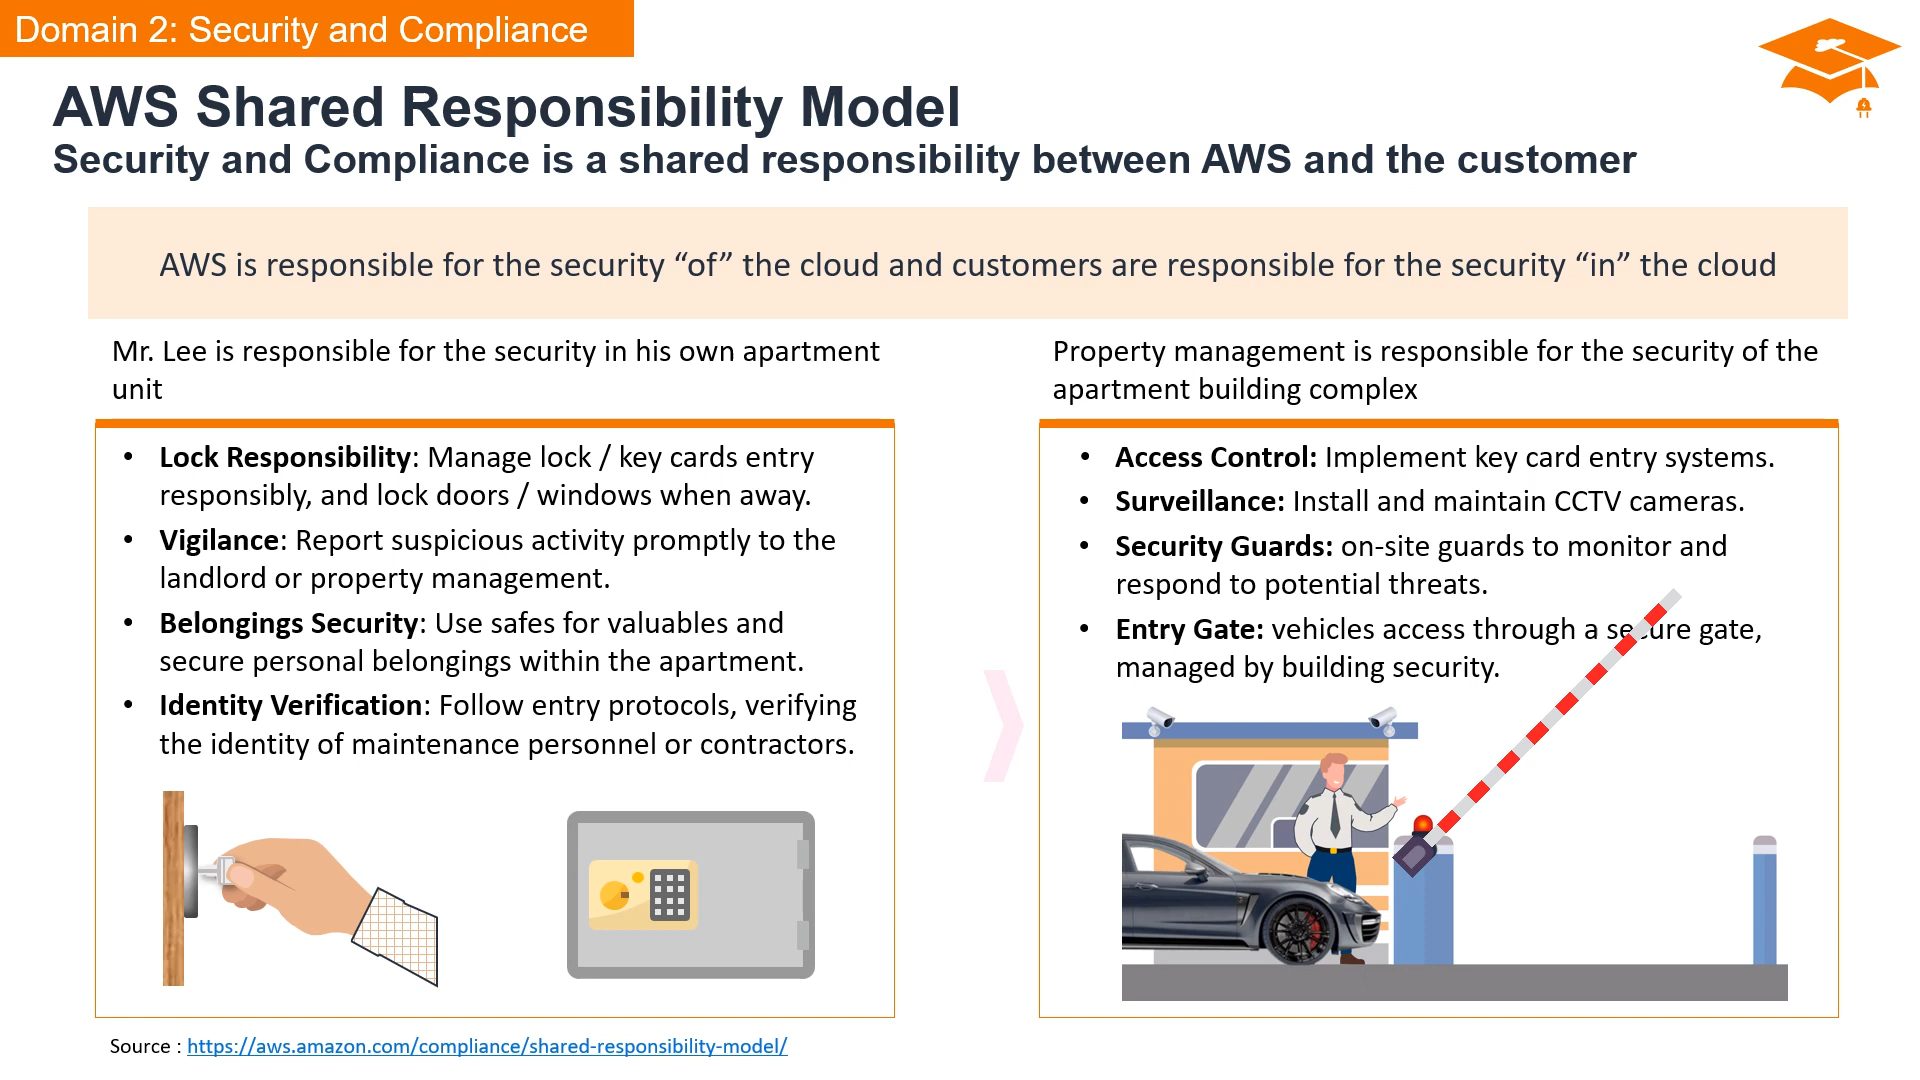 Domain 2: Security and Compliance
AWS Shared Responsibility Model
Security and Compliance is a shared responsibility between AWS and the customer
AWS is responsible for the security “of” the cloud and customers are responsible for the security “in” the cloud
Mr. Lee is responsible for the security in his own apartment
unit
• Lock Responsibility: Manage lock / key cards entry
responsibly, and lock doors / windows when away.
• Vigilance: Report suspicious activity promptly to the
landlord or property management.
• Belongings Security: Use safes for valuables and
secure personal belongings within the apartment.
• Identity Verification: Follow entry protocols, verifying
the identity of maintenance personnel or contractors.
Property management is responsible for the security of the
apartment building complex
• Access Control: Implement key card entry systems.
• Surveillance: Install and maintain CCTV cameras.
• Security Guards: on-site guards to monitor and
respond to potential threats.
• Entry Gate: vehicles access through a secure gate,
managed by building security.
Source : https://aws.amazon.com/compliance/shared-responsibility-model/